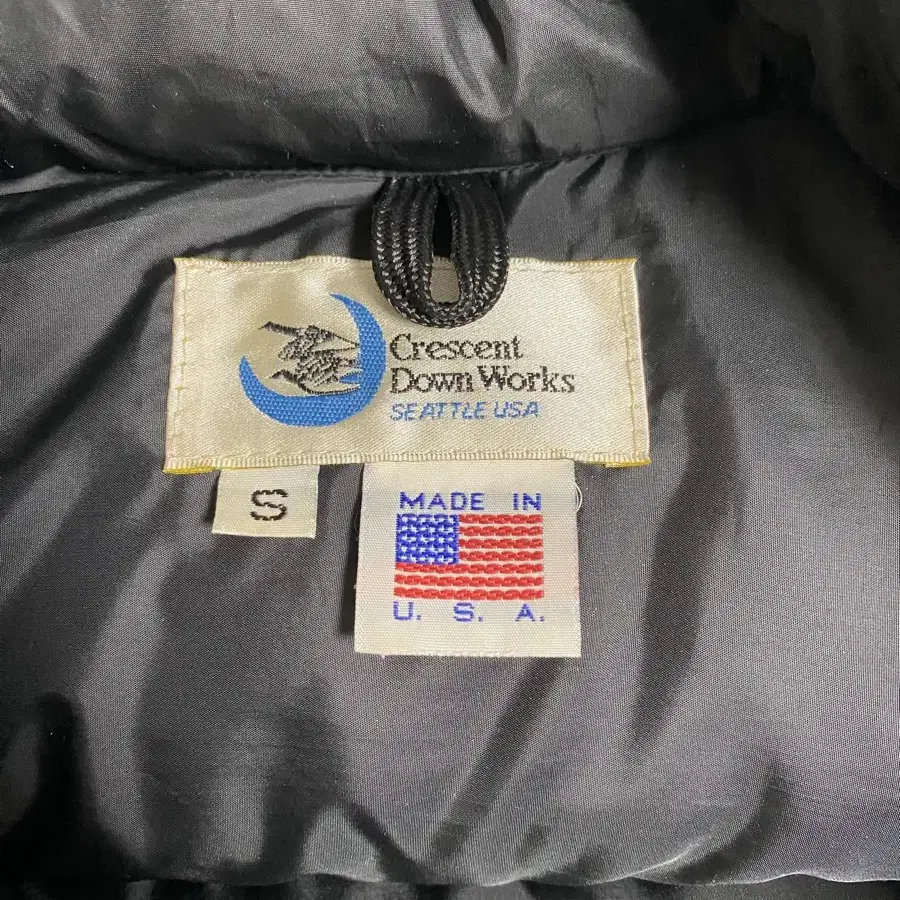 Crescent
Down Works
SEATTLE USA
S
MADE IN
U. S. A.